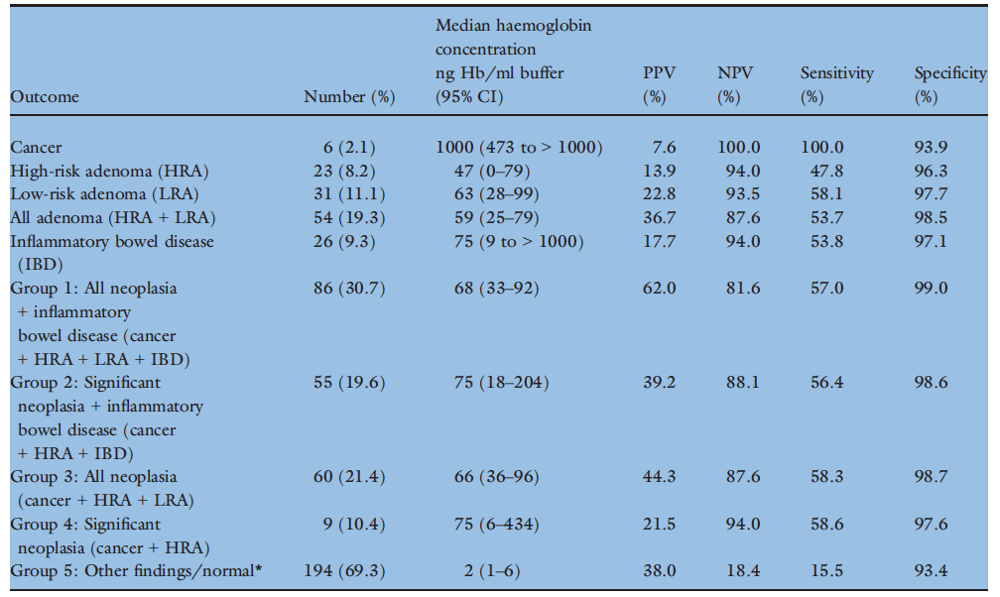 Median haemoglobin
concentration
ng Hb/ml buffer PPV NPV Sensitivity Specificity
Outcome Number (%) (95% CI) (%) (%) (%) (%)
Cancer 6 (2.1) 1000 (473 to > 1000) 7.6 100.0 100.0 93.9
High-risk adenoma (HRA) 23 (8.2) 47 (0–79) 13.9 94.0 47.8 96.3
Low-risk adenoma (LRA) 31 (11.1) 63 (28–99) 22.8 93.5 58.1 97.7
All adenoma (HRA + LRA) 54 (19.3) 59 (25–79) 36.7 87.6 53.7 98.5
Inflammatory bowel disease 26 (9.3) 75 (9 to > 1000) 17.7 94.0 53.8 97.1
(IBD)
Group 1: All neoplasia 86 (30.7) 68 (33–92) 62.0 81.6 57.0 99.0
+ inflammatory
bowel disease (cancer
+ HRA + LRA + IBD)
Group 2: Significant 55 (19.6) 75 (18–204) 39.2 88.1 56.4 98.6
neoplasia + inflammatory
bowel disease (cancer
+ HRA + IBD)
Group 3: All neoplasia 60 (21.4) 66 (36–96) 44.3 87.6 58.3 98.7
(cancer + HRA + LRA)
Group 4: Significant 9 (10.4) 75 (6–434) 21.5 94.0 58.6 97.6
neoplasia (cancer + HRA)
Group 5: Other findings/normal* 194 (69.3) 2 (1–6) 38.0 18.4 15.5 93.4